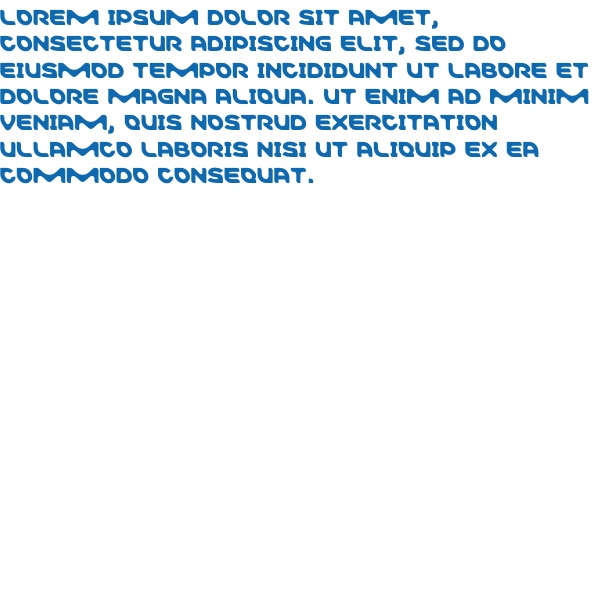 LOREM IPSUM DOLOR SIT AMET,
CONSECTETUR ADIPISCING ELIT, SED DO
EIUSMOD TEMPOR INCIDIDUNT UT LABORE ET
DOLORE MAGNA ALIQUA. UT ENIM AD MINIM
VENIAM, QUIS NOSTRUD EXERCITATION
ULLAMCO LABORIS NISI UT ALIQUIP EX EA
COMMODO CONSEQUAT.